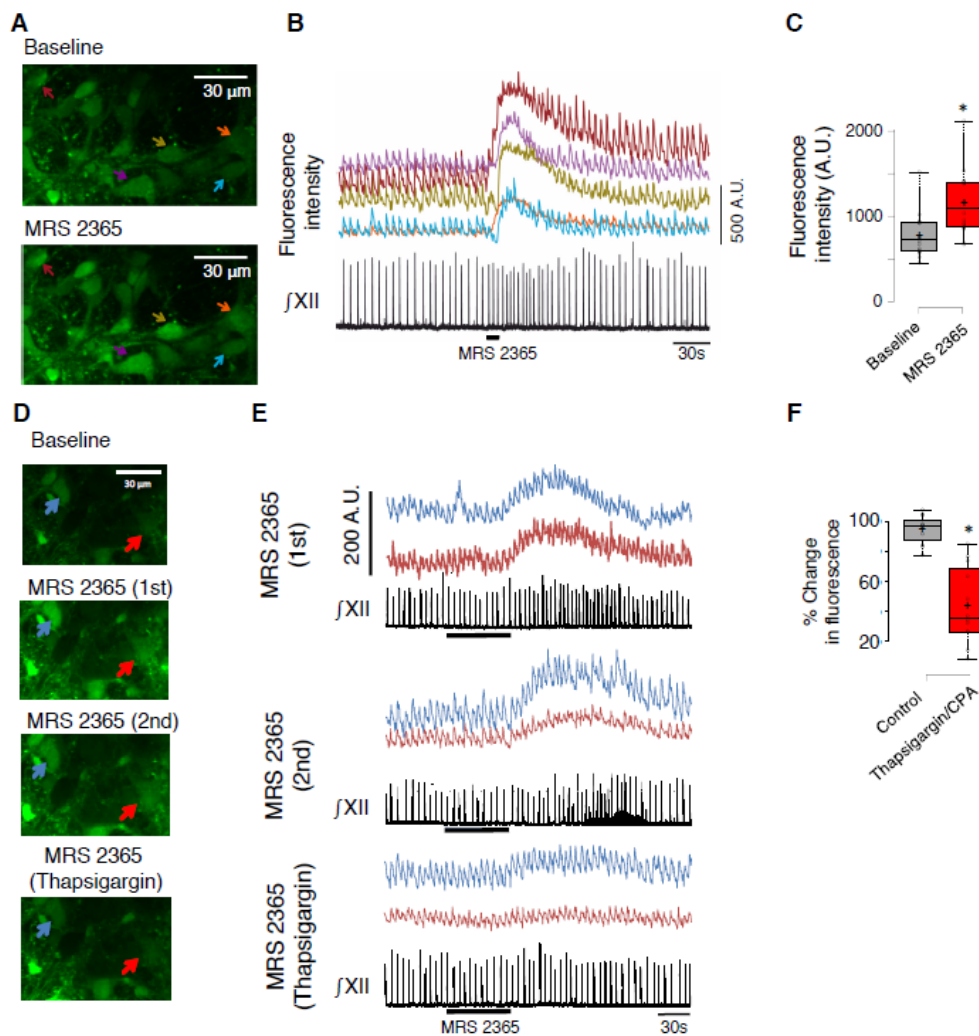 A
Baseline
30 µm
MRS 2365
30 µm
B
Fluorescence
intensity
500 A.U.
∫XII
MRS 2365
30s
C
Fluorescence
intensity (A.U.)
2000
1000
0
*
Baseline
MRS 2365
D
Baseline
30 µm
MRS 2365 (1st)
MRS 2365 (2nd)
MRS 2365
(Thapsigargin)
E
MRS 2365
(1st)
200 A.U.
∫XII
MRS 2365
(2nd)
∫XII
MRS 2365
(Thapsigargin)
∫XII
MRS 2365
30s
F
% Change
in fluorescence
100
60
20
*
Control
Thapsigargin/CPA